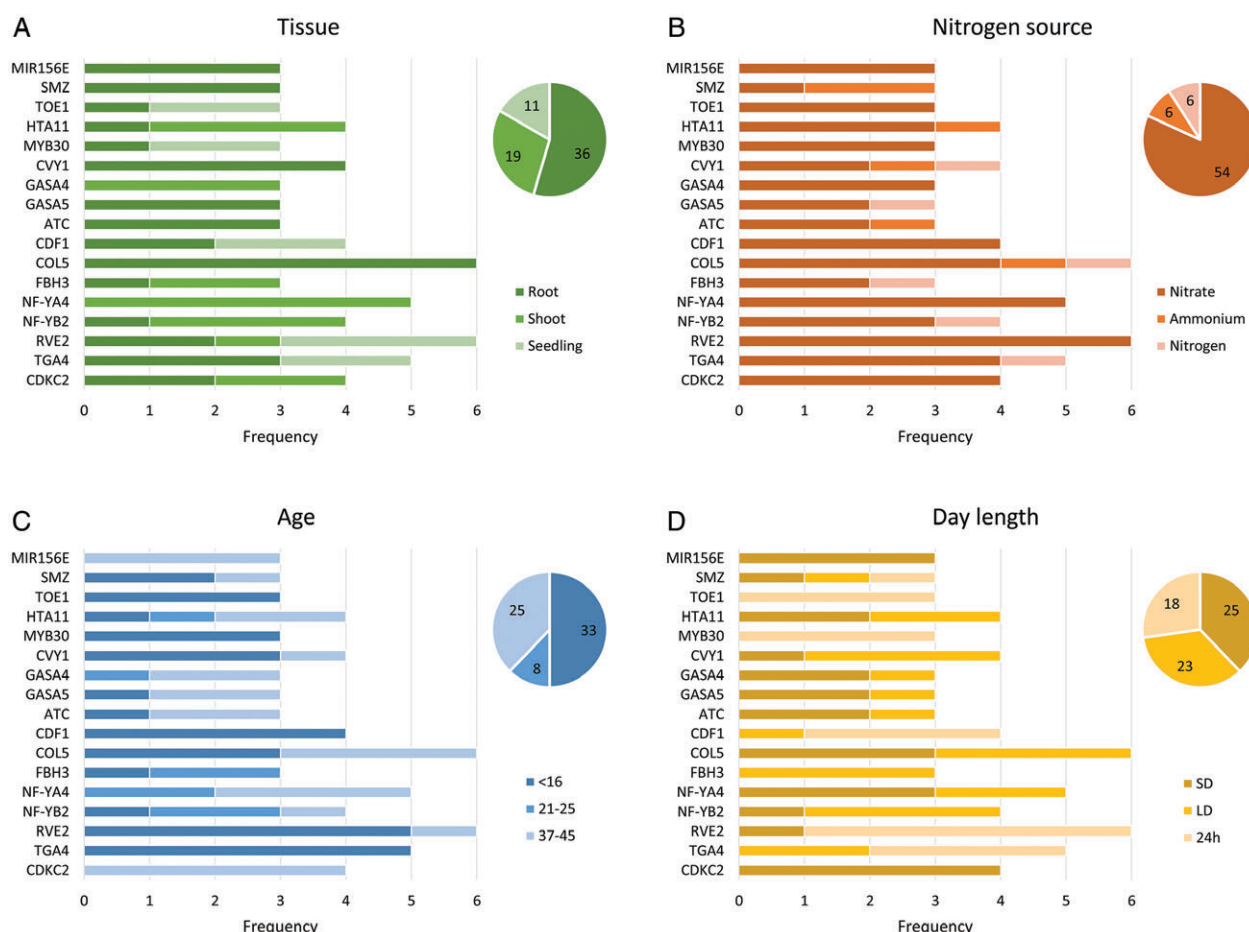 A
Tissue
MIR156E
SMZ
TOE1
HTA11
MYB30
CVY1
GASA4
GASA5
ATC
CDF1
COL5
FBH3
NF-YA4
NF-YB2
RVE2
TGA4
CDKC2
0 1 2 3 4 5 6
Frequency
11
19
36
Root
Shoot
Seedling
B
Nitrogen source
MIR156E
SMZ
TOE1
HTA11
MYB30
CVY1
GASA4
GASA5
ATC
CDF1
COL5
FBH3
NF-YA4
NF-YB2
RVE2
TGA4
CDKC2
0 1 2 3 4 5 6
Frequency
6
6
54
Nitrate
Ammonium
Nitrogen
C
Age
MIR156E
SMZ
TOE1
HTA11
MYB30
CVY1
GASA4
GASA5
ATC
CDF1
COL5
FBH3
NF-YA4
NF-YB2
RVE2
TGA4
CDKC2
0 1 2 3 4 5 6
Frequency
25
33
8
<16
21-25
37-45
D
Day length
MIR156E
SMZ
TOE1
HTA11
MYB30
CVY1
GASA4
GASA5
ATC
CDF1
COL5
FBH3
NF-YA4
NF-YB2
RVE2
TGA4
CDKC2
0 1 2 3 4 5 6
Frequency
18
25
23
SD
LD
24h